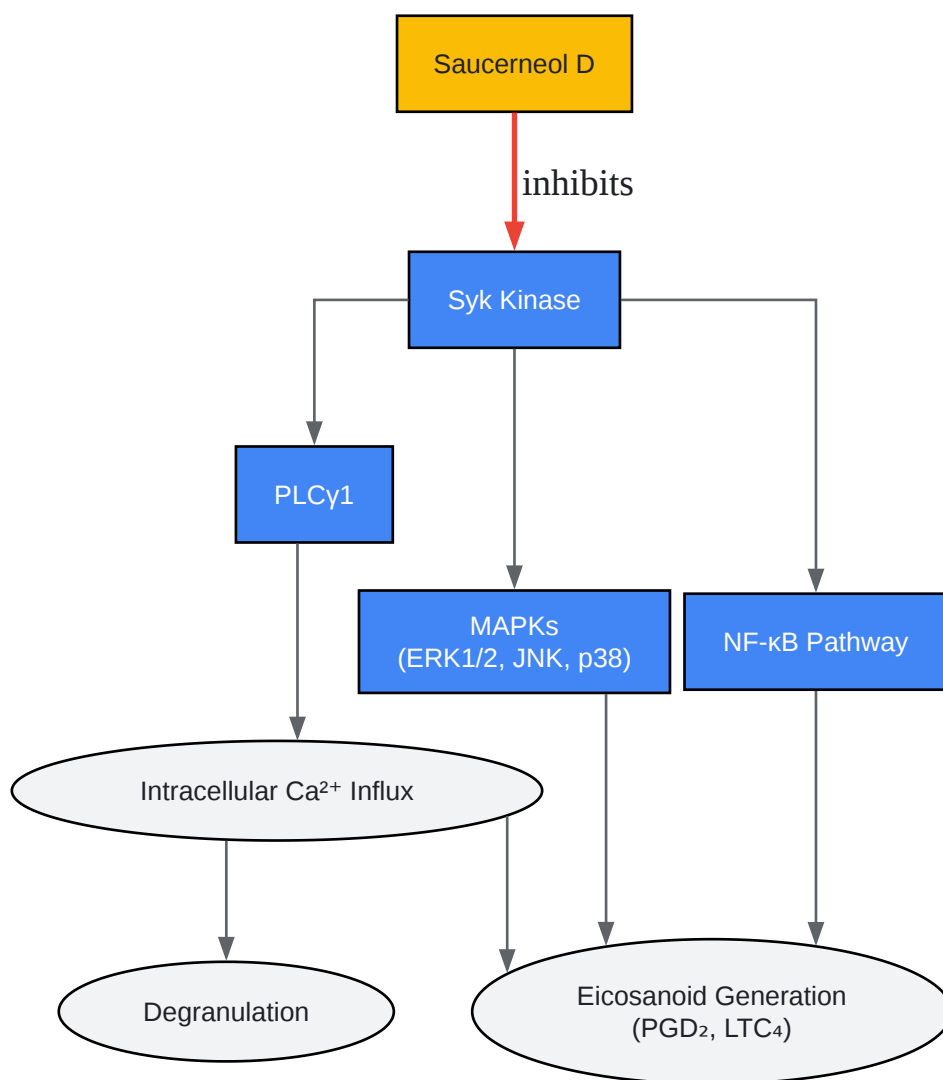 Saucerneol D
inhibits
Syk Kinase
PLCγ1
MAPKs
(ERK1/2, JNK, p38)
NF-κB Pathway
Intracellular Ca²⁺ Influx
Degranulation
Eicosanoid Generation
(PGD₂, LTC₄)